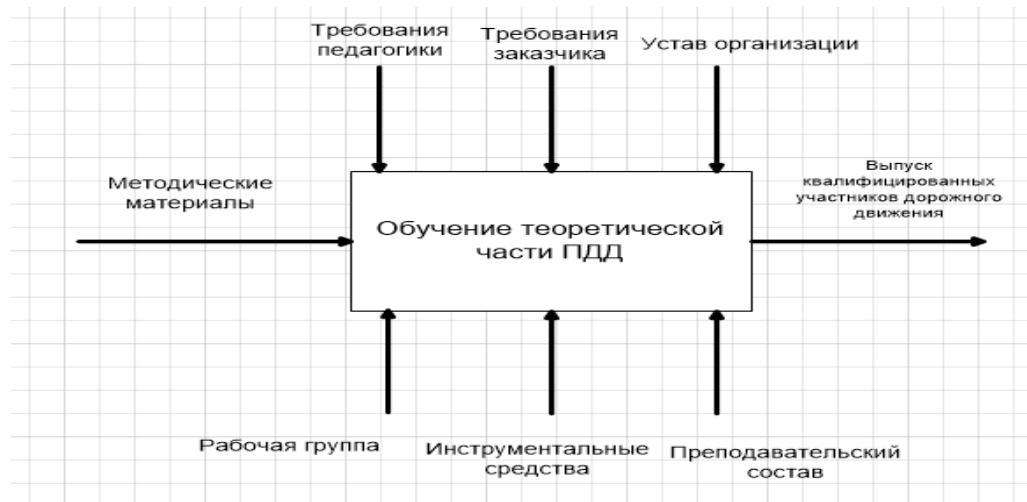 Требования
педагогики
Требования
заказчика
Устав организации
Методические
материалы
Обучение теоретической
части ПДД
Выпуск
квалифицированных
участников дорожного
движения
Рабочая группа
Инструментальные
средства
Преподавательский
состав